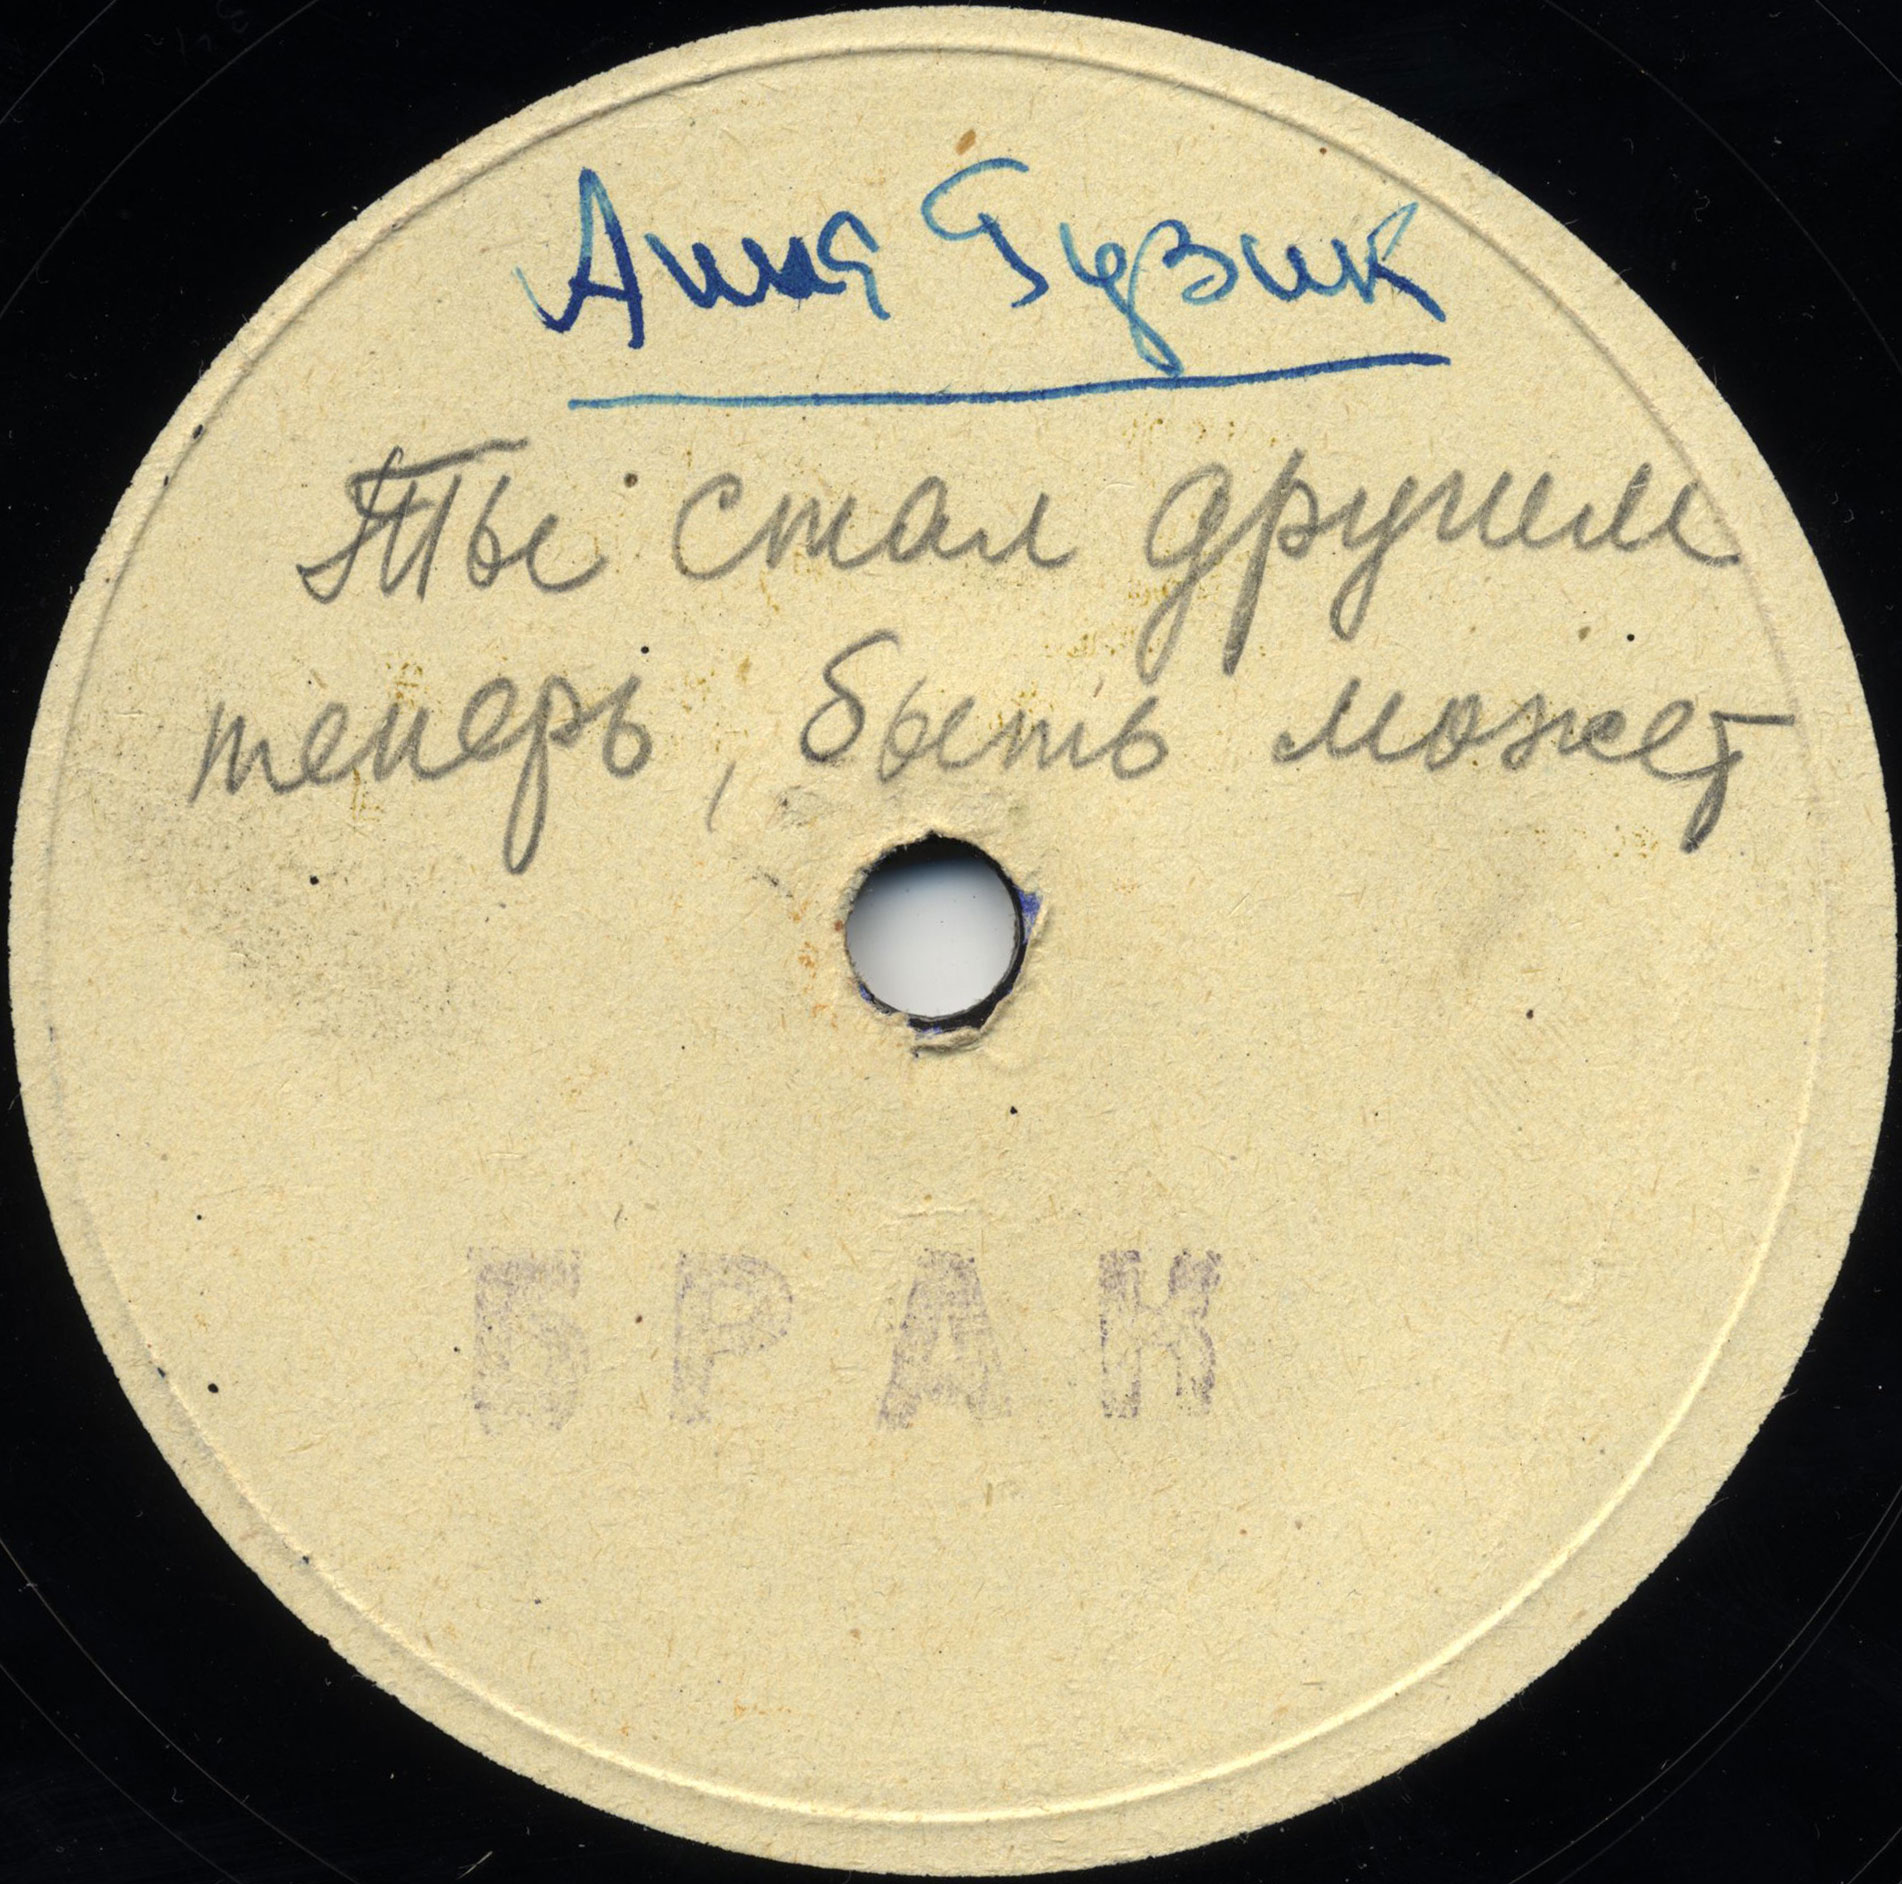 Анна Гузик
Ты стал другим
теперь, быть может
БРАК